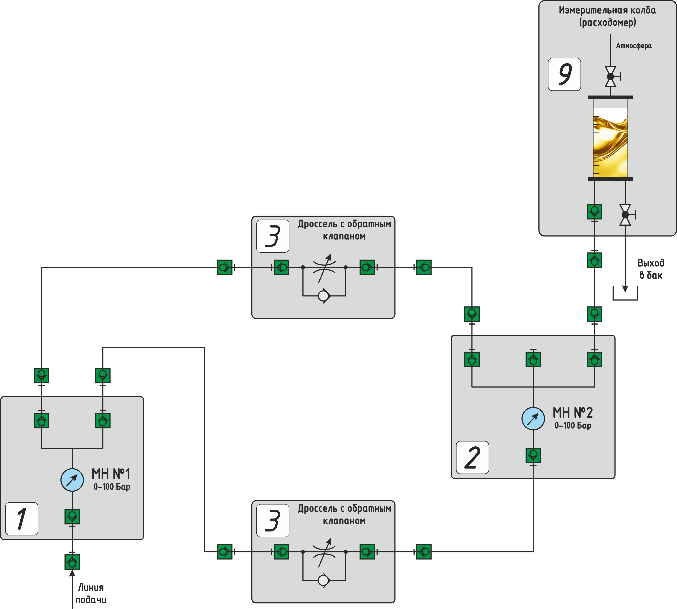 Измерительная колба
(расходомер)
Атмосфера
9
Выход
в бак
3
Дроссель с обратным
клапаном
МН №2
0–100 Бар
2
МН №1
0–100 Бар
1
3
Дроссель с обратным
клапаном
Линия
подачи